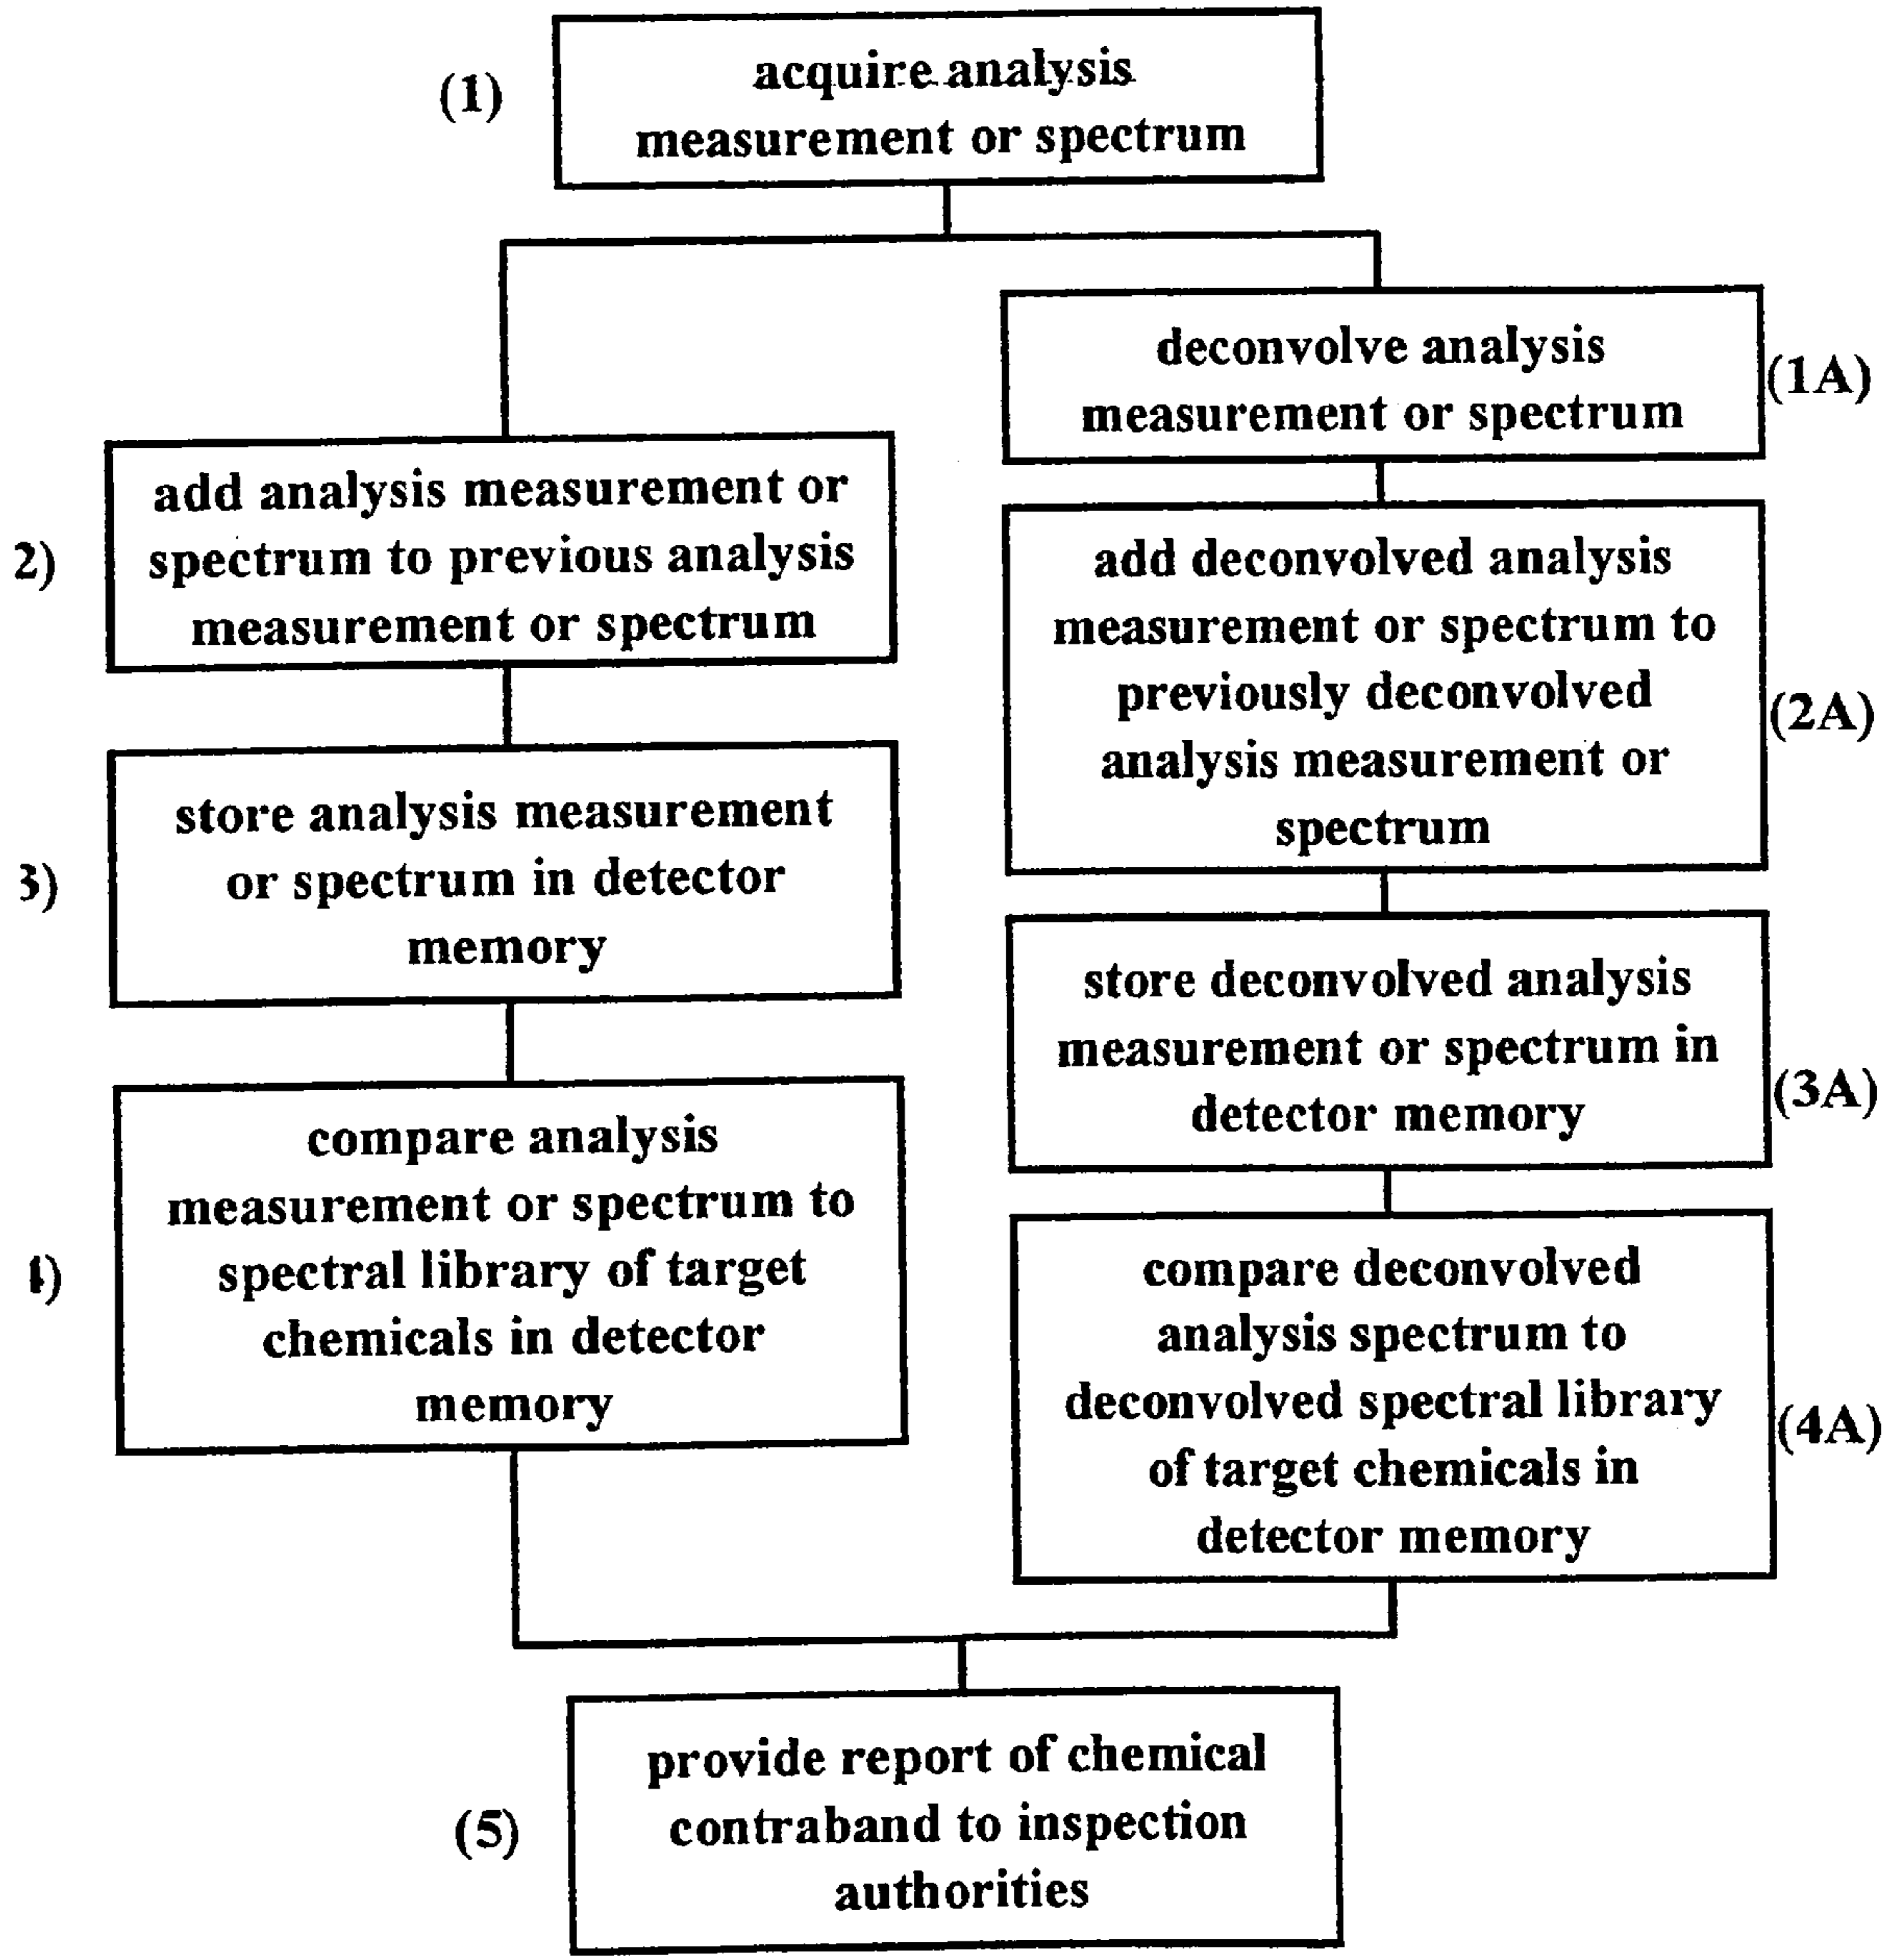 (1)
acquire analysis
measurement or spectrum
deconvolve analysis
measurement or spectrum
(1A)
2)
add analysis measurement or
spectrum to previous analysis
measurement or spectrum
add deconvolved analysis
measurement or spectrum to
previously deconvolved
analysis measurement or
spectrum
(2A)
3)
store analysis measurement
or spectrum in detector
memory
store deconvolved analysis
measurement or spectrum in
detector memory
(3A)
)
compare analysis
measurement or spectrum to
spectral library of target
chemicals in detector
memory
compare deconvolved
analysis spectrum to
deconvolved spectral library
of target chemicals in
detector memory
(4A)
(5)
provide report of chemical
contraband to inspection
authorities